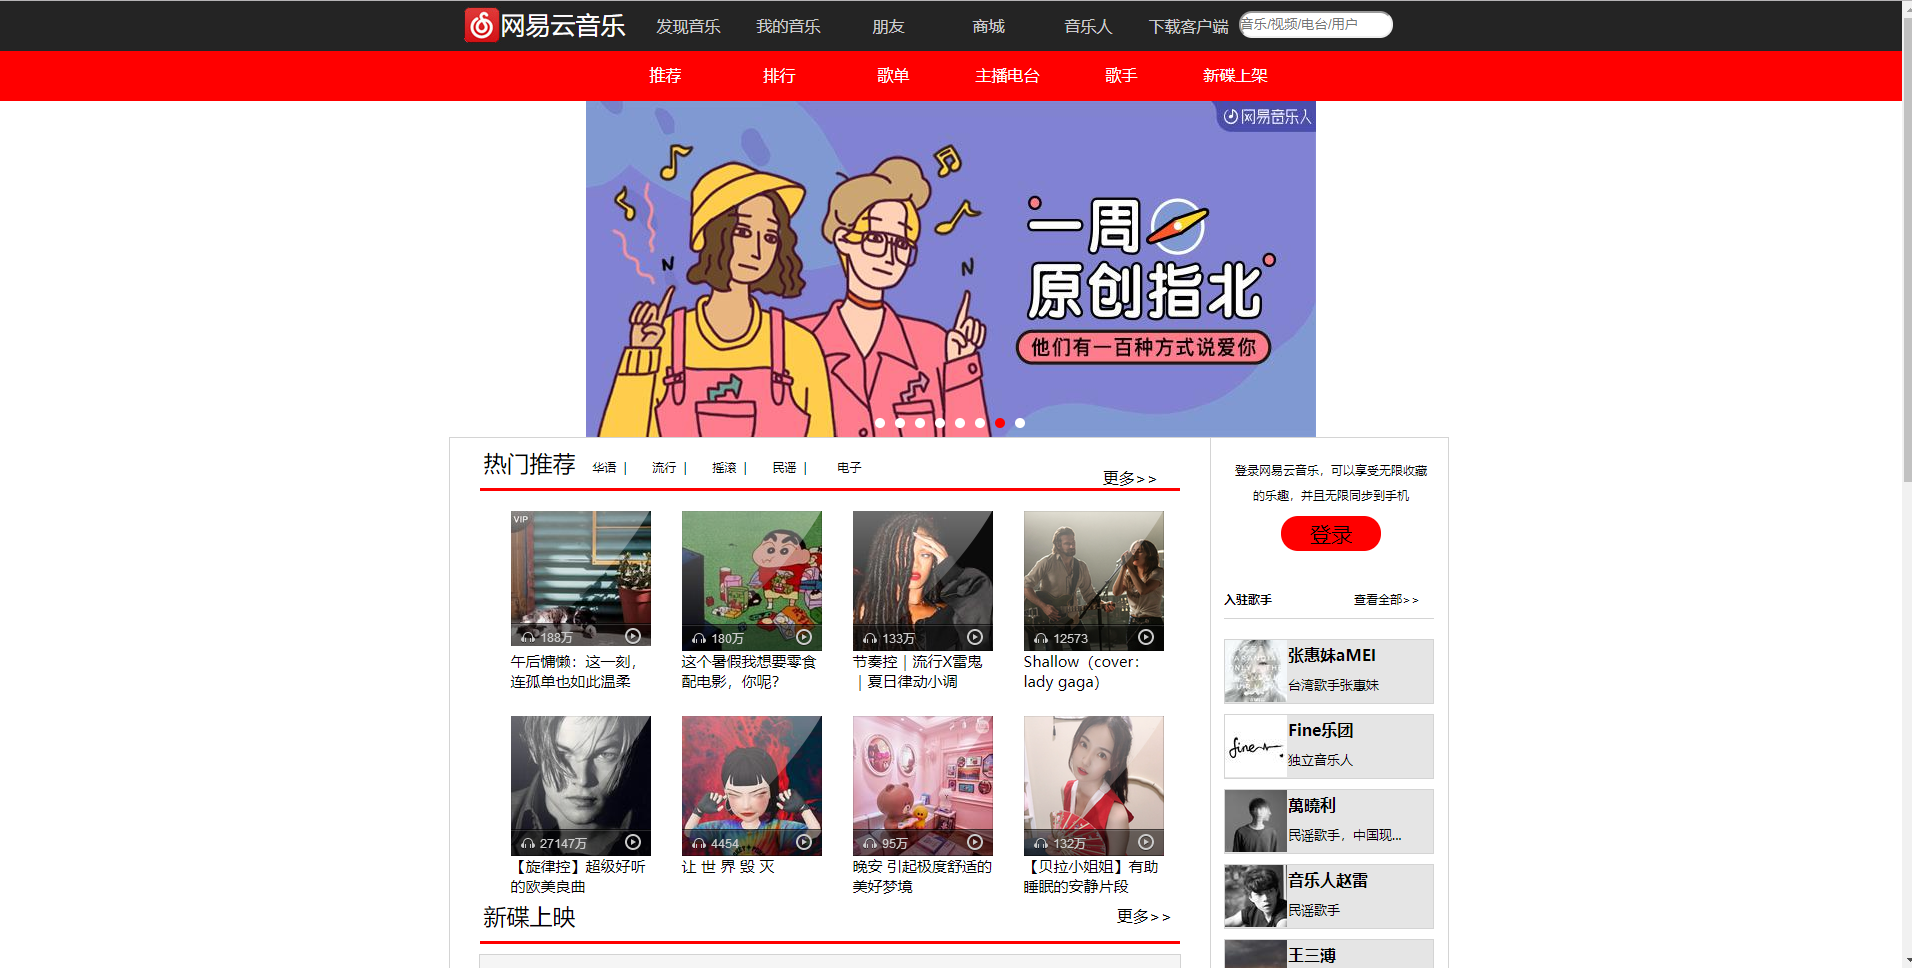 网易云音乐 发现音乐 我的音乐 朋友 商城 音乐人 下载客户端 音乐/视频/电台/用户
推荐 排行 歌单 主播电台 歌手 新碟上架
网易音乐人
一周
原创指北
他们有一百种方式说爱你
热门推荐 华语 | 流行 | 摇滚 | 民谣 | 电子 更多>>
VIP
188万 180万 133万 12573
午后慵懒：这一刻，
连孤单也如此温柔
这个暑假我想要零食
配电影，你呢？
节奏控｜流行X雷鬼
｜夏日律动小调
Shallow（cover：
lady gaga）
27147万 4454 95万 132万
【旋律控】超级好听
的欧美良曲
让 世 界 毁 灭
晚安 引起极度舒适的
美好梦境
【贝拉小姐姐】有助
睡眠的安静片段
新碟上映 更多>>
登录网易云音乐，可以享受无限收藏
的乐趣，并且无限同步到手机
登录
入驻歌手 查看全部>>
张惠妹aMEI
台湾歌手张惠妹
Fine乐团
fine
独立音乐人
萬曉利
民谣歌手，中国现...
音乐人赵雷
民谣歌手
王三溥